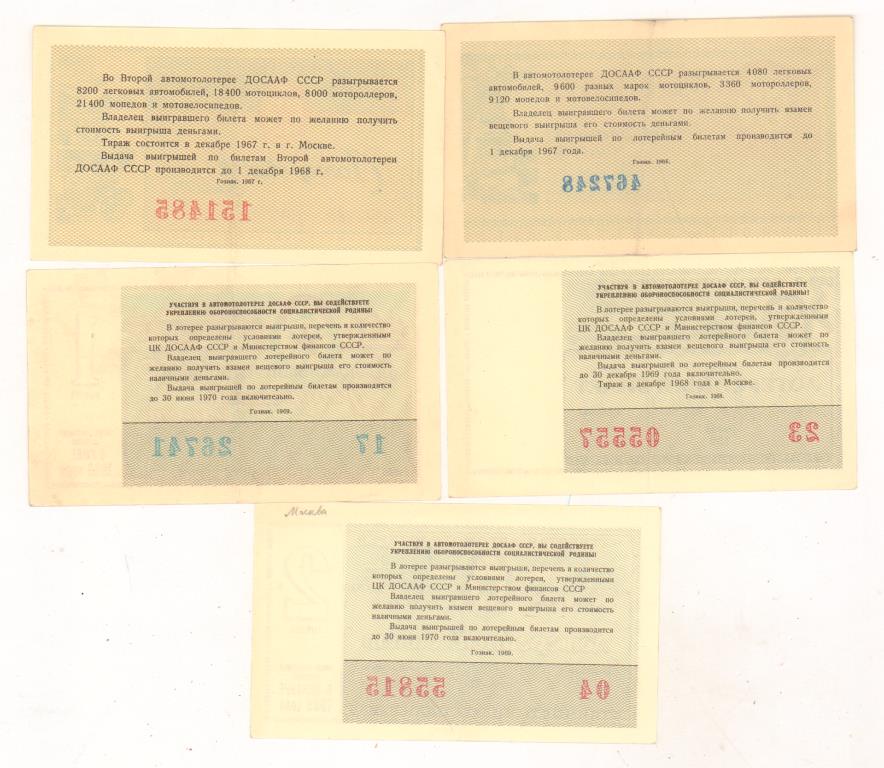 Во Второй автомотолотерее ДОСААФ СССР разыгрывается
8200 легковых автомобилей, 18 400 мотоциклов, 8 000 мотороллеров,
21 400 мопедов и мотовелосипедов.
Владелец выигравшего билета может по желанию получить
стоимость выигрыша деньгами.
Тираж состоится в декабре 1967 г. в г. Москве.
Выдача выигрышей по билетам Второй автомотолотереи
ДОСААФ СССР производится до 1 декабря 1968 г.
Гознак. 1967 г.
151485
В автомотолотерее ДОСААФ СССР разыгрывается 4080 легковых
автомобилей, 9 600 разных марок мотоциклов, 3 360 мотороллеров,
9 120 мопедов и мотовелосипедов.
Владелец выигравшего билета может по желанию получить взамен
вещевого выигрыша его стоимость деньгами.
Выдача выигрышей по лотерейным билетам производится до
1 декабря 1967 года.
Гознак. 1966.
467248
УЧАСТВУЯ В АВТОМОТОЛОТЕРЕЕ ДОСААФ СССР, ВЫ СОДЕЙСТВУЕТЕ
УКРЕПЛЕНИЮ ОБОРОНОСПОСОБНОСТИ СОЦИАЛИСТИЧЕСКОЙ РОДИНЫ!
В лотерее разыгрываются выигрыши, перечень и количество
которых определены условиями лотереи, утвержденными
ЦК ДОСААФ СССР и Министерством финансов СССР.
Владелец выигравшего лотерейного билета может по
желанию получить взамен вещевого выигрыша его стоимость
наличными деньгами.
Выдача выигрышей по лотерейным билетам производится
до 30 июня 1970 года включительно.
Гознак. 1969.
26741 17
УЧАСТВУЯ В АВТОМОТОЛОТЕРЕЕ ДОСААФ СССР, ВЫ СОДЕЙСТВУЕТЕ
УКРЕПЛЕНИЮ ОБОРОНОСПОСОБНОСТИ СОЦИАЛИСТИЧЕСКОЙ РОДИНЫ!
В лотерее разыгрываются выигрыши, перечень и количество
которых определены условиями лотереи, утвержденными
ЦК ДОСААФ СССР и Министерством финансов СССР.
Владелец выигравшего лотерейного билета может по
желанию получить взамен вещевого выигрыша его стоимость
наличными деньгами.
Выдача выигрышей по лотерейным билетам производится
до 30 декабря 1969 года включительно.
Тираж в декабре 1968 года в Москве.
Гознак. 1968.
05557 23
Москва
УЧАСТВУЯ В АВТОМОТОЛОТЕРЕЕ ДОСААФ СССР, ВЫ СОДЕЙСТВУЕТЕ
УКРЕПЛЕНИЮ ОБОРОНОСПОСОБНОСТИ СОЦИАЛИСТИЧЕСКОЙ РОДИНЫ!
В лотерее разыгрываются выигрыши, перечень и количество
которых определены условиями лотереи, утвержденными
ЦК ДОСААФ СССР и Министерством финансов СССР
Владелец выигравшего лотерейного билета может по
желанию получить взамен вещевого выигрыша его стоимость
наличными деньгами.
Выдача выигрышей по лотерейным билетам производится
до 30 июня 1970 года включительно.
Гознак. 1969.
55815 04